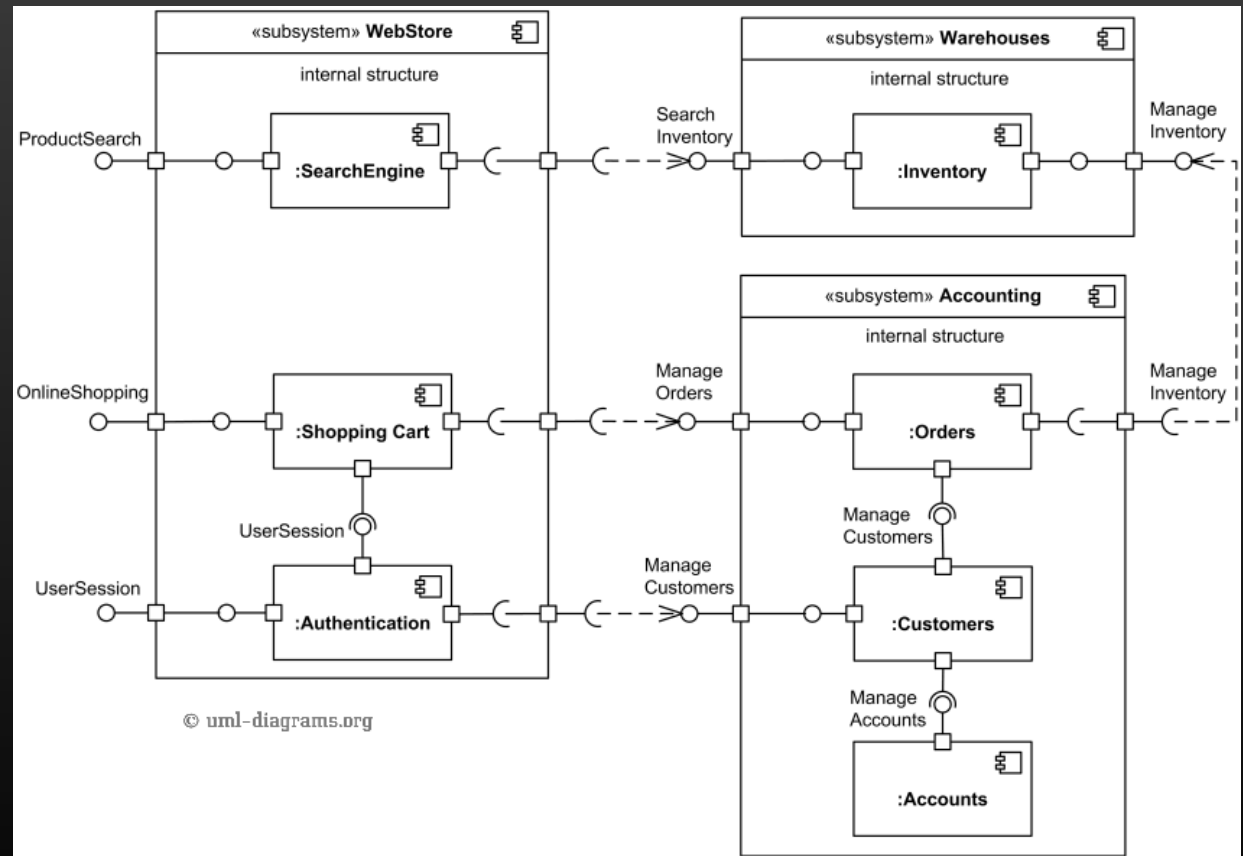 «subsystem» WebStore
internal structure
ProductSearch
:SearchEngine
OnlineShopping
:Shopping Cart
UserSession
UserSession
:Authentication
© uml-diagrams.org
«subsystem» Warehouses
internal structure
Search
Inventory
:Inventory
Manage
Inventory
«subsystem» Accounting
internal structure
Manage
Orders
:Orders
Manage
Inventory
Manage
Customers
Manage
Customers
:Customers
Manage
Accounts
:Accounts